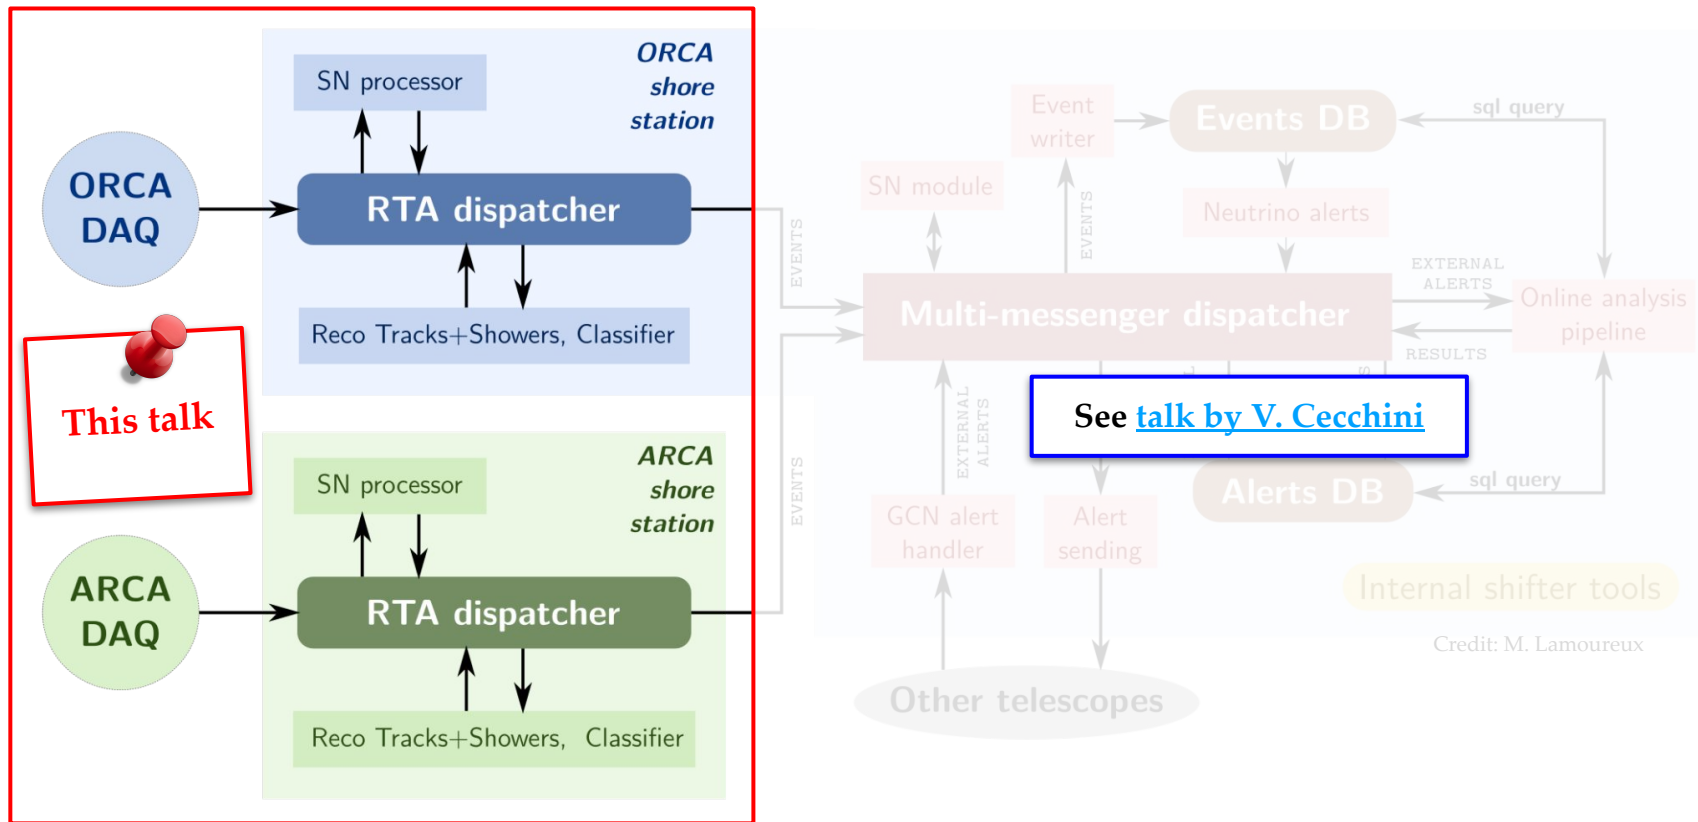 ORCA
shore
station
SN processor
ORCA
DAQ
RTA dispatcher
Reco Tracks+Showers, Classifier
This talk
ARCA
shore
station
SN processor
ARCA
DAQ
RTA dispatcher
Reco Tracks+Showers, Classifier
EVENTS
EVENTS
Event
writer
Events DB
sql query
SN module
EVENTS
Neutrino alerts
EXTERNAL
ALERTS
Multi-messenger dispatcher
Online analysis
pipeline
RESULTS
See talk by V. Cecchini
EXTERNAL
ALERTS
Alerts DB
sql query
GCN alert
handler
Alert
sending
Internal shifter tools
Credit: M. Lamoureux
Other telescopes